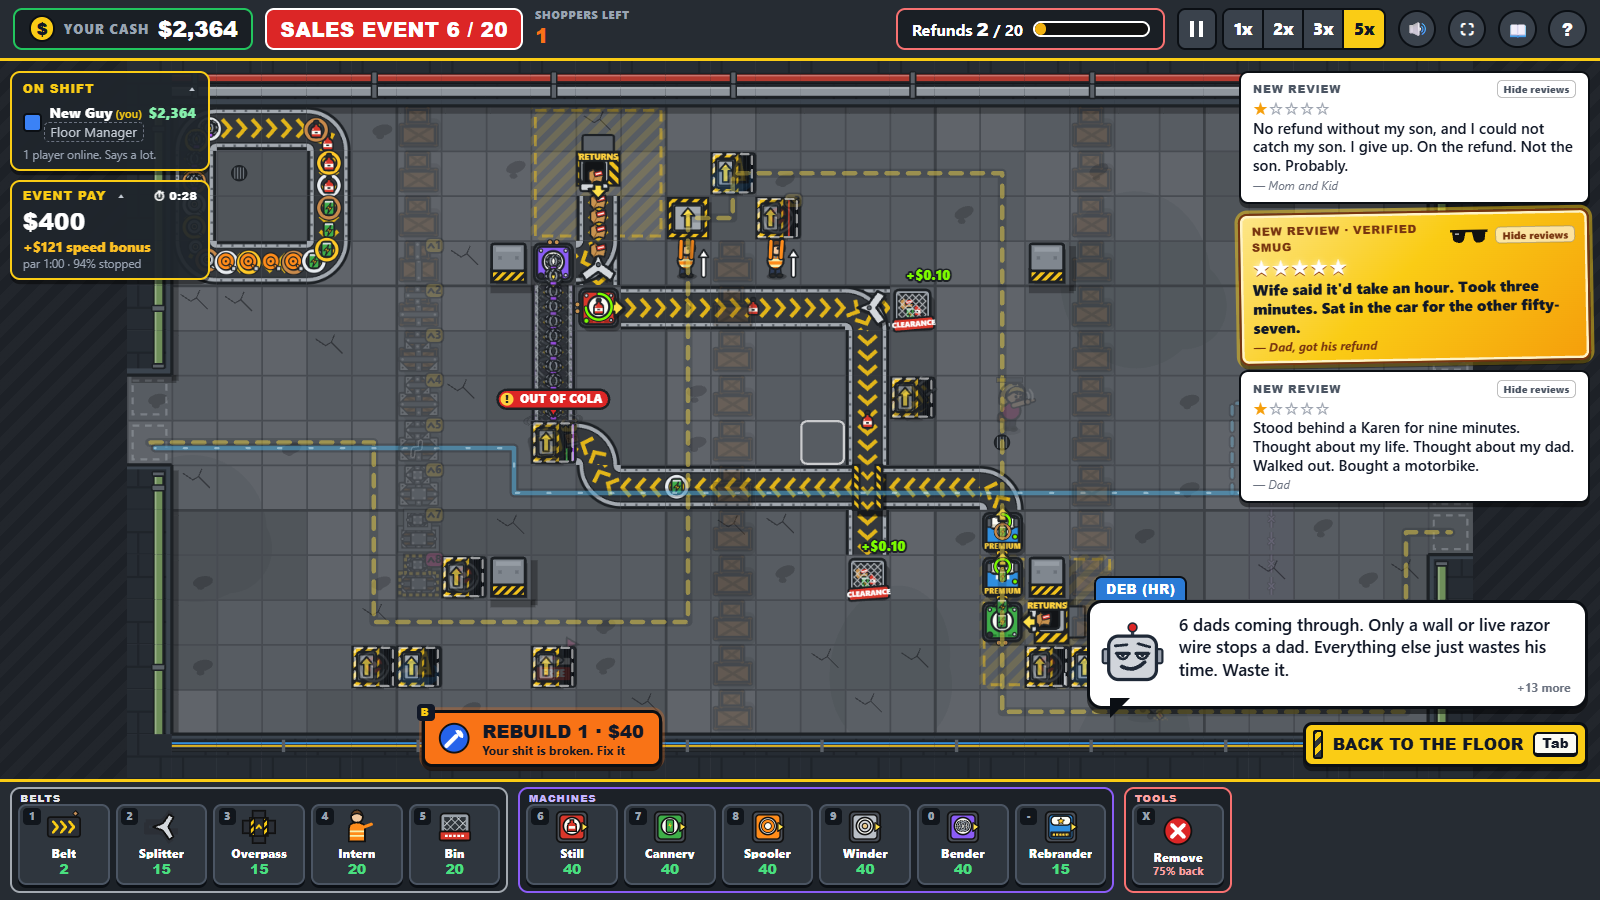 $ YOUR CASH $2,364
SALES EVENT 6 / 20
SHOPPERS LEFT
1
Refunds 2 / 20
1x 2x 3x 5x
?
ON SHIFT
New Guy (you) $2,364
Floor Manager
1 player online. Says a lot.
EVENT PAY 0:28
$400
+$121 speed bonus
par 1:00 · 94% stopped
NEW REVIEW Hide reviews
No refund without my son, and I could not
catch my son. I give up. On the refund. Not the
son. Probably.
— Mom and Kid
NEW REVIEW · VERIFIED
SMUG
Hide reviews
Wife said it'd take an hour. Took three
minutes. Sat in the car for the other fifty-
seven.
— Dad, got his refund
NEW REVIEW Hide reviews
Stood behind a Karen for nine minutes.
Thought about my life. Thought about my dad.
Walked out. Bought a motorbike.
— Dad
RETURNS
+$0.10
CLEARANCE
! OUT OF COLA
+$0.10
CLEARANCE
PREMIUM
PREMIUM
RETURNS
DEB (HR)
6 dads coming through. Only a wall or live razor
wire stops a dad. Everything else just wastes his
time. Waste it.
+13 more
B
REBUILD 1 · $40
Your shit is broken. Fix it
BACK TO THE FLOOR Tab
BELTS
1 Belt 2
2 Splitter 15
3 Overpass 15
4 Intern 20
5 Bin 20
MACHINES
6 Still 40
7 Cannery 40
8 Spooler 40
9 Winder 40
0 Bender 40
- Rebrander 15
TOOLS
X Remove 75% back